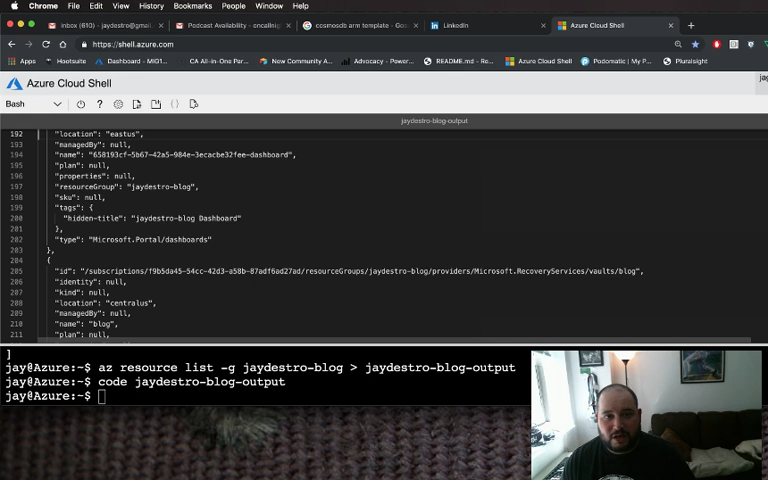 Chrome File Edit View History Bookmarks People Window Help
Inbox (610) - jaydestro@gmai
Podcast Availability - encalinig
cosmosdb arm template - Goo
LinkedIn
Azure Cloud Shell
https://shell.azure.com
Apps
Hootsuite
Dashboard - MIG1...
CA All-in-One Par...
New Community A...
Advocacy - Power...
README.md - Re...
Azure Cloud Shell
Podomatic | My P...
Pluralsight
Azure Cloud Shell
jay
Bash
jaydestro-blog-output
192 "location": "eastus",
193 "managedBy": null,
194 "name": "658193cf-5b67-42a5-984e-3ecacbe32fee-dashboard",
195 "plan": null,
196 "properties": null,
197 "resourceGroup": "jaydestro-blog",
198 "sku": null,
199 "tags": {
200 "hidden-title": "jaydestro-blog Dashboard"
201 },
202 "type": "Microsoft.Portal/dashboards"
203 },
204 {
205 "id": "/subscriptions/f9b5da45-54cc-42d3-a58b-87adf6ad27ad/resourceGroups/jaydestro-blog/providers/Microsoft.RecoveryServices/vaults/blog",
206 "identity": null,
207 "kind": null,
208 "location": "centralus",
209 "managedBy": null,
210 "name": "blog",
211 "plan": null,
]
jay@Azure:~$ az resource list -g jaydestro-blog > jaydestro-blog-output
jay@Azure:~$ code jaydestro-blog-output
jay@Azure:~$